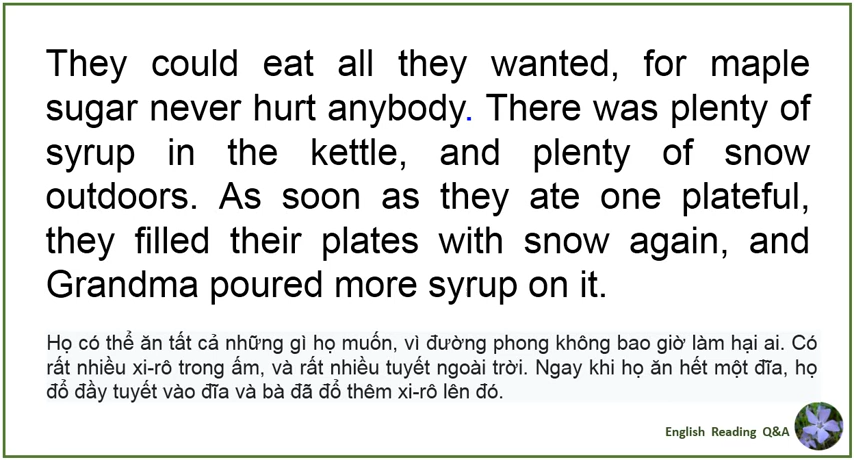 They could eat all they wanted, for maple
sugar never hurt anybody. There was plenty of
syrup in the kettle, and plenty of snow
outdoors. As soon as they ate one plateful,
they filled their plates with snow again, and
Grandma poured more syrup on it.
Họ có thể ăn tất cả những gì họ muốn, vì đường phong không bao giờ làm hại ai. Có
rất nhiều xi-rô trong ấm, và rất nhiều tuyết ngoài trời. Ngay khi họ ăn hết một đĩa, họ
đổ đầy tuyết vào đĩa và bà đã đổ thêm xi-rô lên đó.
English Reading Q&A